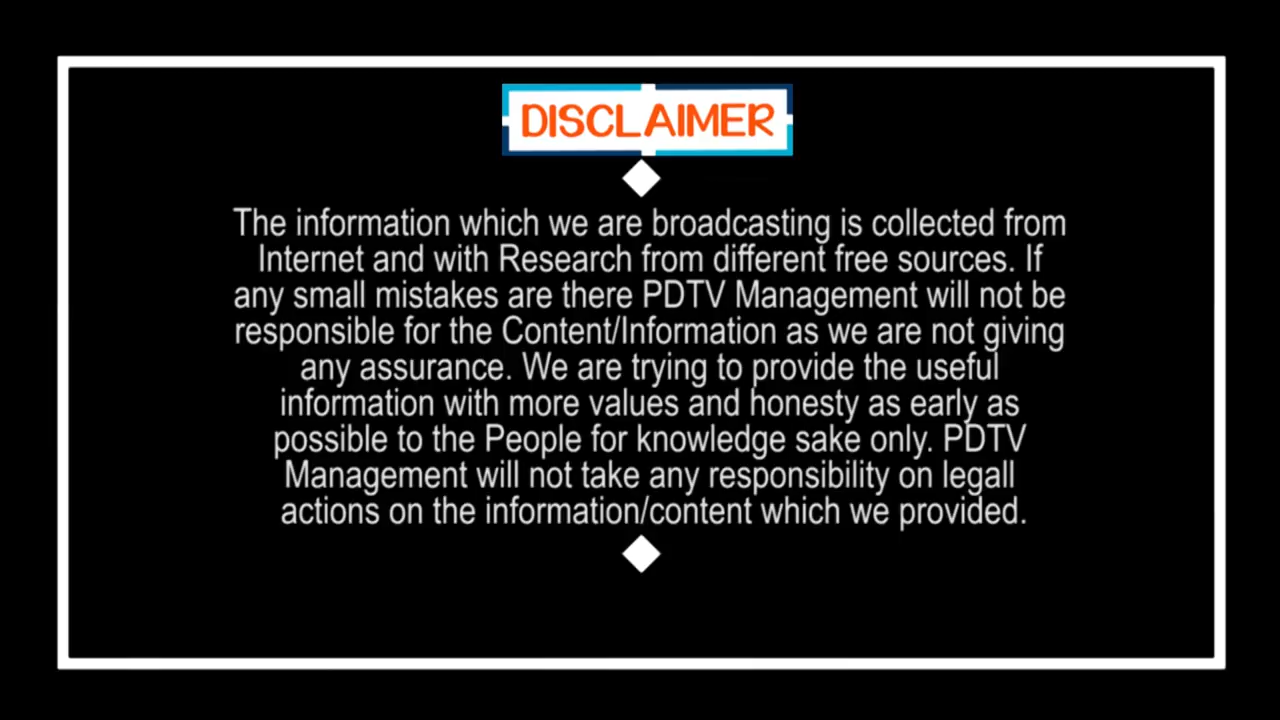 DISCLAIMER
The information which we are broadcasting is collected from
Internet and with Research from different free sources. If
any small mistakes are there PDTV Management will not be
responsible for the Content/Information as we are not giving
any assurance. We are trying to provide the useful
information with more values and honesty as early as
possible to the People for knowledge sake only. PDTV
Management will not take any responsibility on legall
actions on the information/content which we provided.